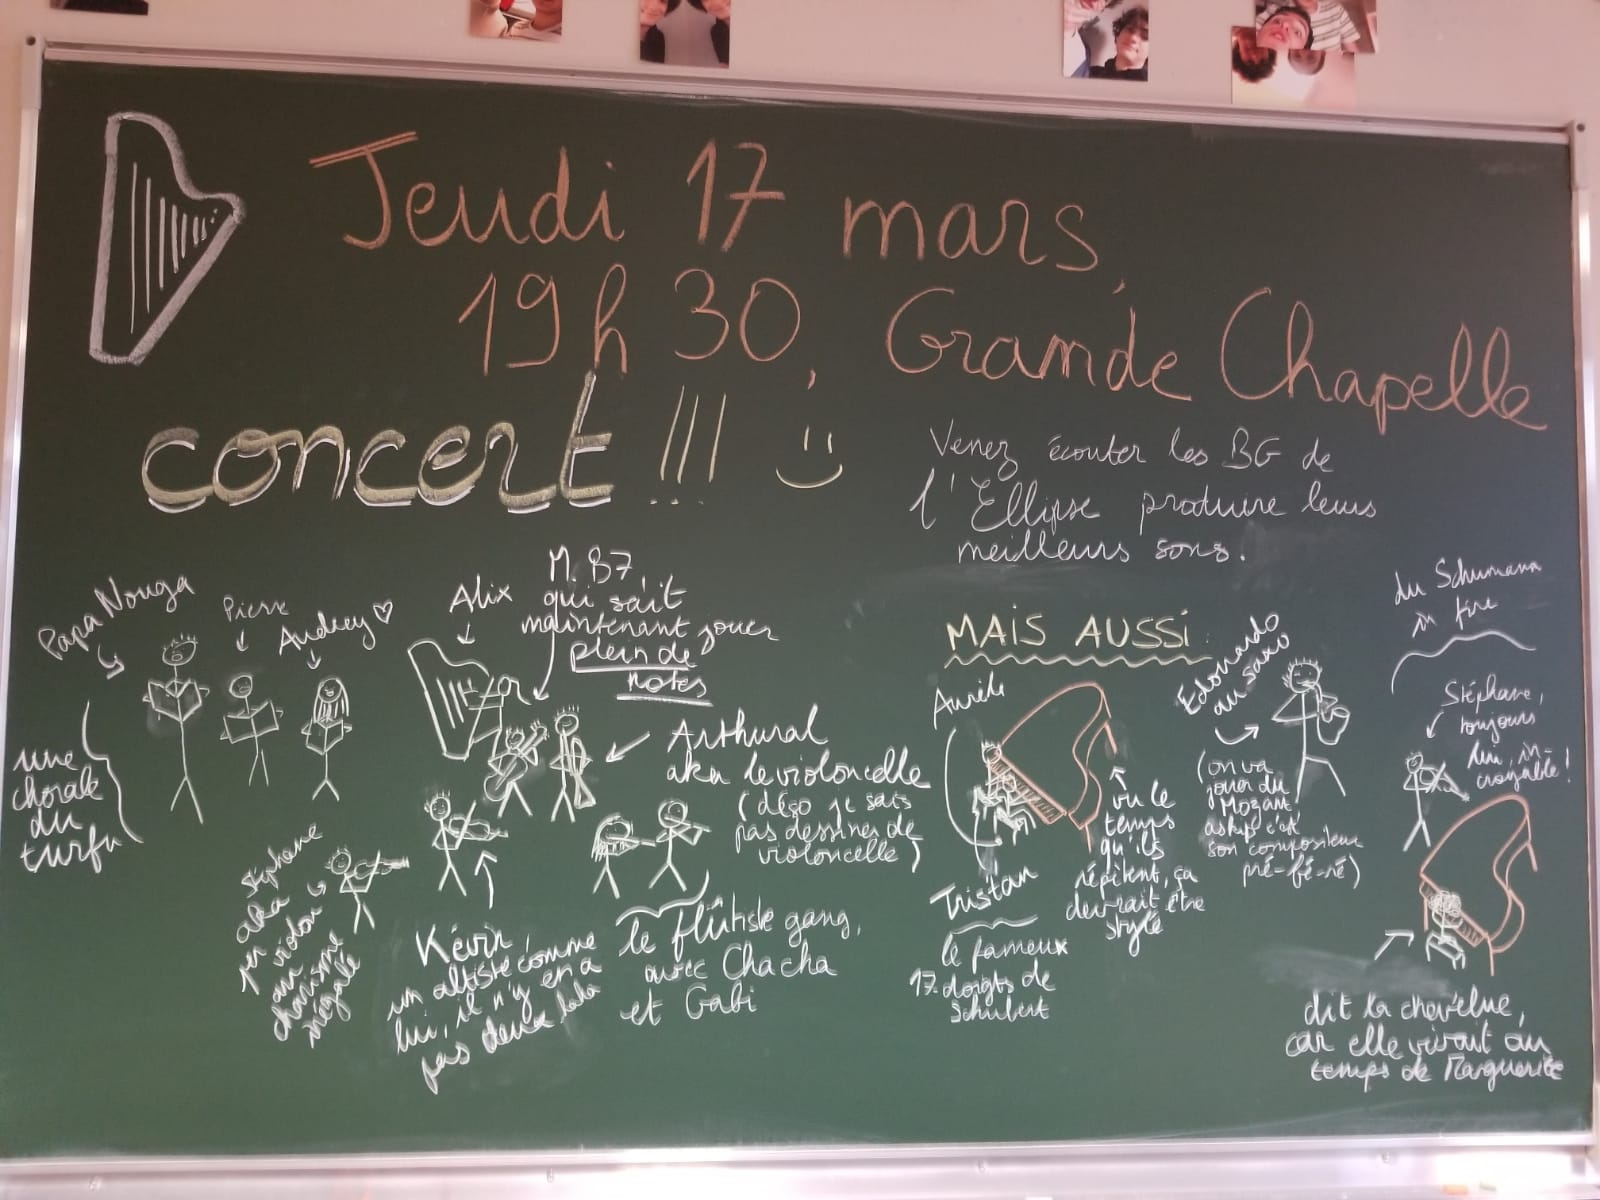 Jeudi 17 mars,
19h30, Grande Chapelle
concert !!! :)
Venez écouter les BG de
l'Ellipse produire leurs
meilleurs sons.
Papa Nouga
Pierre
Audrey ♡
une
chorale
du
turfu
Alix
M. B7
qui sait
maintenant jouer
plein de
notes
Arthural
aka le violoncelle
(déso je sais
pas dessiner de
violoncelle)
Stéphane
aka
violon
au
charisme
inégalé
Kévin
un altiste comme
lui, il n'y en a
pas deux
le flûtiste gang,
avec Chacha
et Gabi
MAIS AUSSI :
Aurèle
Tristan
le fameux
17 doigts de
Schubert
vu le
temps
qu'ils
répètent, ça
devrait être
stylé
Edouardo
au saxo
(on va
jouer du
Mozart
askip c'est
son compositeur
pré-fé-ré)
du Schumann
in fine
Stéphane,
toujours
lui, in-
croyable !
dit la chevelue,
car elle vivait au
temps de Marguerite